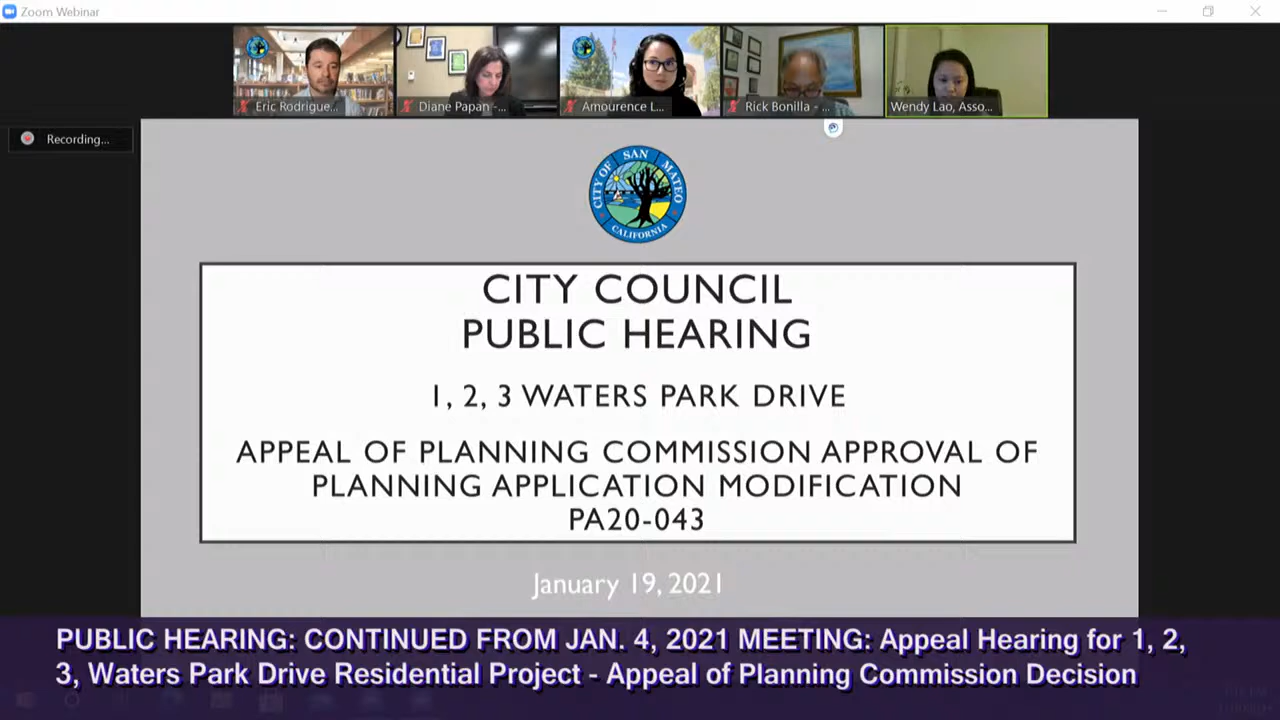 Zoom Webinar
Eric Rodrigue...
Diane Papan -...
Amourence L...
Rick Bonilla - ...
Wendy Lao, Asso...
Recording...
CITY OF SAN MATEO
CALIFORNIA
CITY COUNCIL
PUBLIC HEARING
1, 2, 3 WATERS PARK DRIVE
APPEAL OF PLANNING COMMISSION APPROVAL OF
PLANNING APPLICATION MODIFICATION
PA20-043
January 19, 2021
PUBLIC HEARING: CONTINUED FROM JAN. 4, 2021 MEETING: Appeal Hearing for 1, 2,
3, Waters Park Drive Residential Project - Appeal of Planning Commission Decision